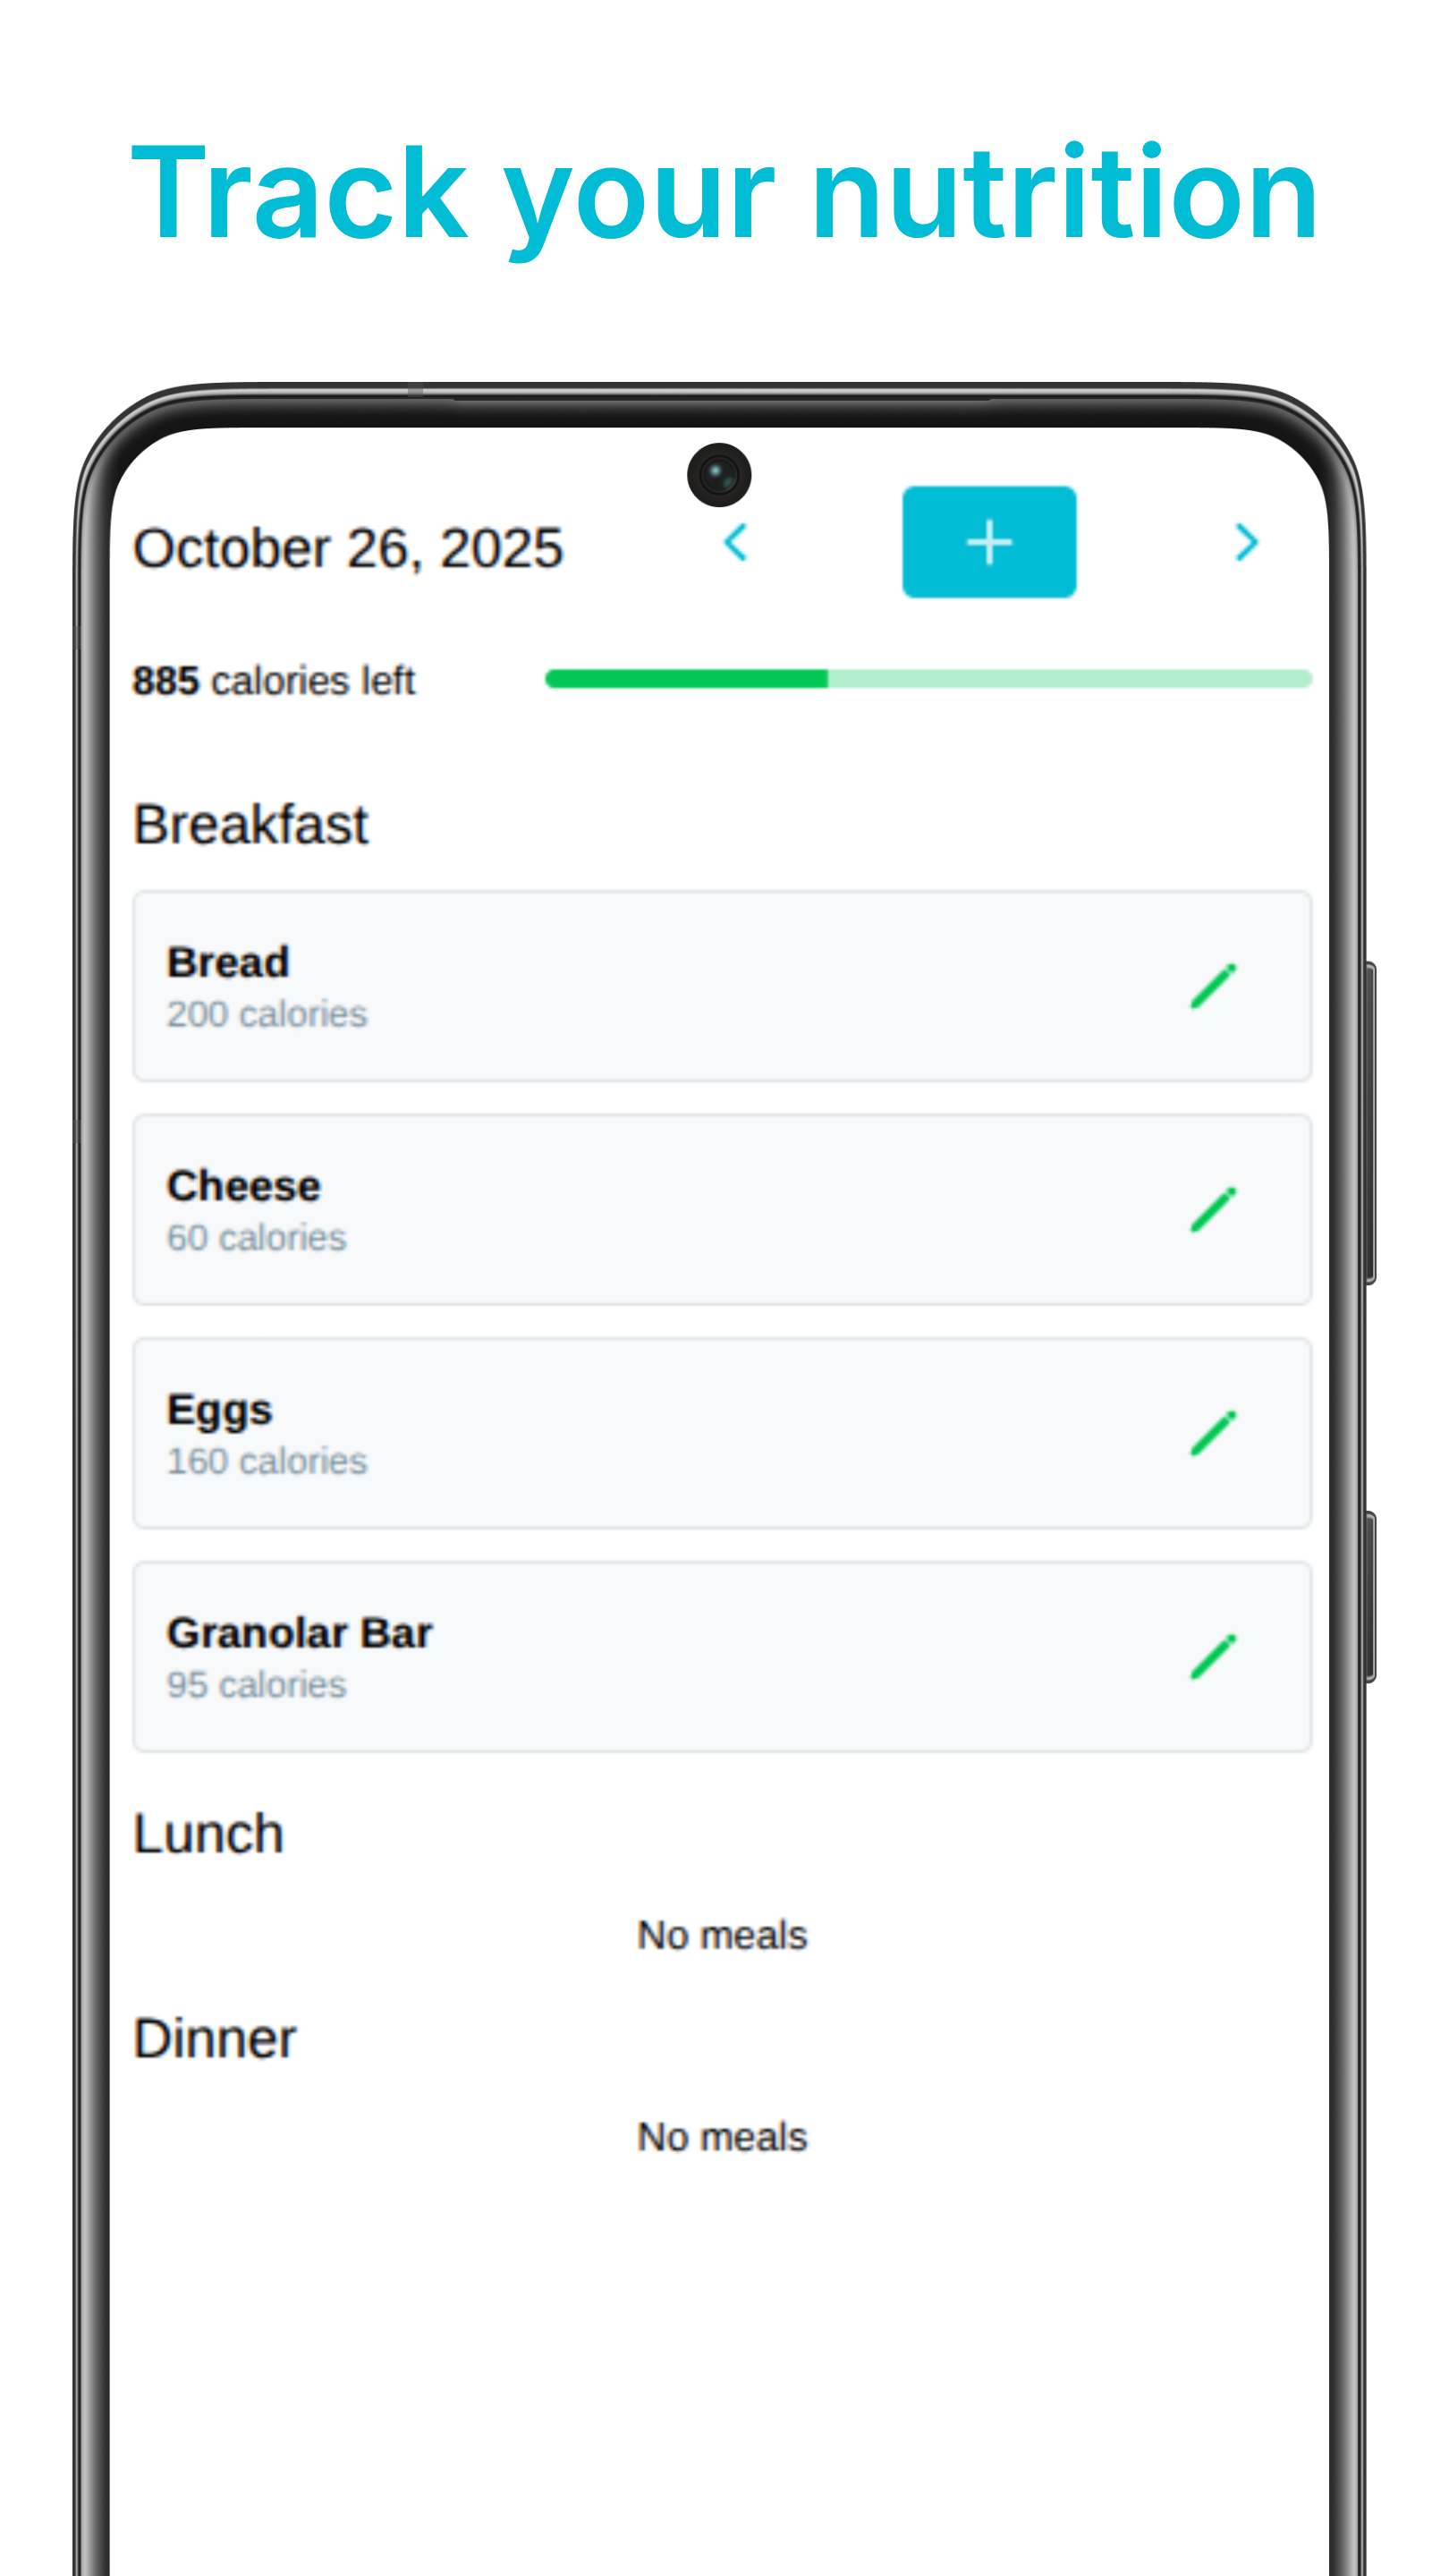 Track your nutrition
October 26, 2025
885 calories left
Breakfast
Bread
200 calories
Cheese
60 calories
Eggs
160 calories
Granolar Bar
95 calories
Lunch
No meals
Dinner
No meals